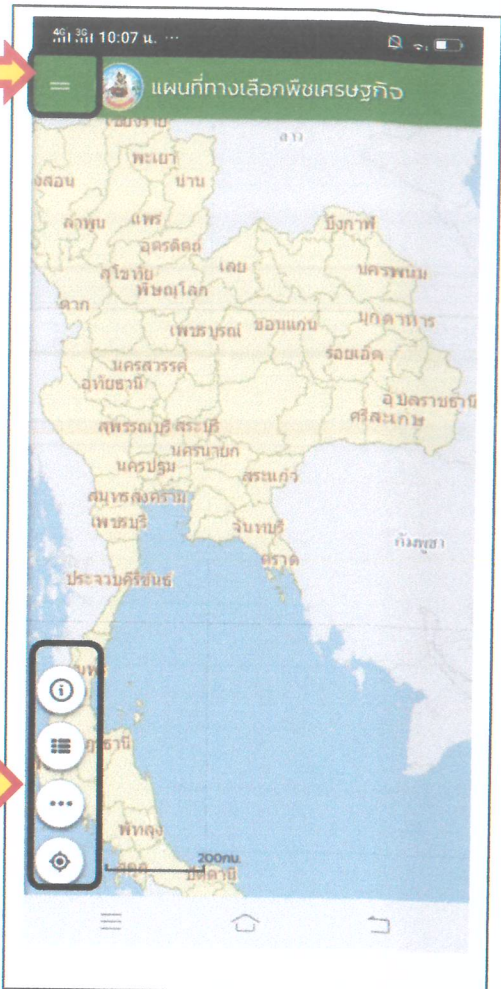 4G 3G 10:07 น. ...
แผนที่ทางเลือกพืชเศรษฐกิจ
ลาว
พะเยา
น่าน
ลำพูน แพร่
บึงกาฬ
อุตรดิตถ์
สุโขทัย
เลย
นครพนม
พิษณุโลก
ตาก
เพชรบูรณ์ ขอนแก่น มุกดาหาร
นครสวรรค์
ร้อยเอ็ด
อุทัยธานี
อุบลราชธานี
สุพรรณบุรี สระบุรี
ศรีสะเกษ
นครนายก
นครปฐม
สระแก้ว
สมุทรสงคราม
เพชรบุรี
จันทบุรี
กัมพูชา
ตราด
ประจวบคีรีขันธ์
พัทลุง
200กม.
ปัตตานี